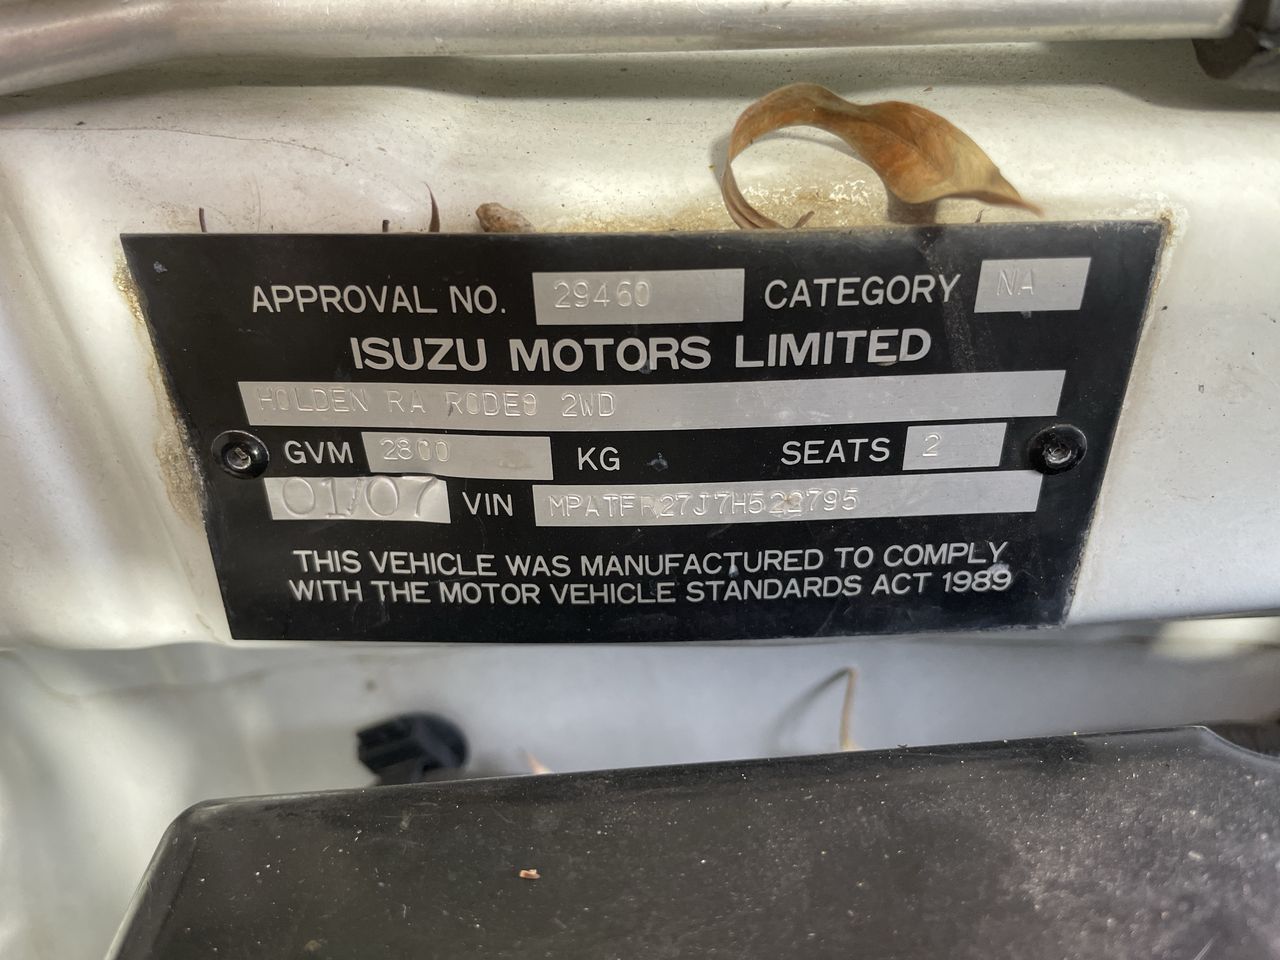 APPROVAL NO. 29460 CATEGORY NA
ISUZU MOTORS LIMITED
HOLDEN RA RODEO 2WD
GVM 2800 KG SEATS 2
01/07 VIN MPATFR27J7H522795
THIS VEHICLE WAS MANUFACTURED TO COMPLY
WITH THE MOTOR VEHICLE STANDARDS ACT 1989